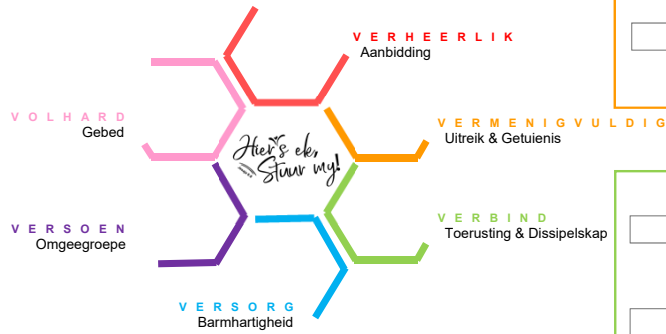 VERHEERLIK
Aanbidding
VOLHARD
Gebed
VERMENIGVULDIG
Uitreik & Getuienis
Hier's ek,
Stuur my!
VERSOEN
Omgeegroepe
VERBIND
Toerusting & Dissipelskap
VERSORG
Barmhartigheid